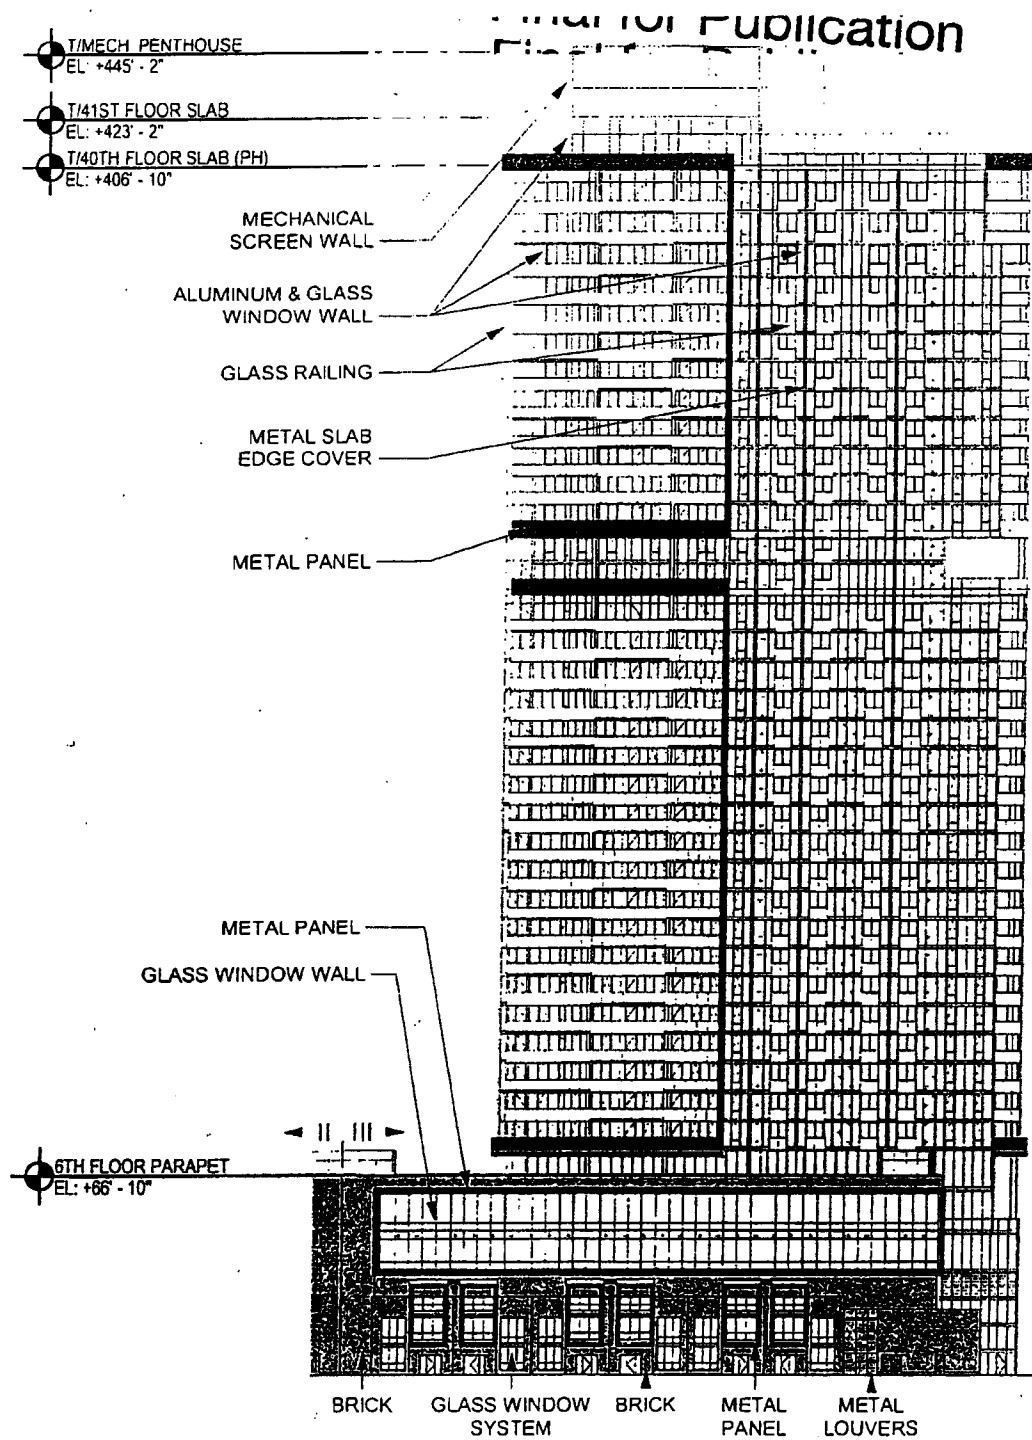 Final for Publication
T/MECH PENTHOUSE
EL: +445' - 2"
T/41ST FLOOR SLAB
EL: +423' - 2"
T/40TH FLOOR SLAB (PH)
EL: +406' - 10"
MECHANICAL
SCREEN WALL
ALUMINUM & GLASS
WINDOW WALL
GLASS RAILING
METAL SLAB
EDGE COVER
METAL PANEL
METAL PANEL
GLASS WINDOW WALL
II III
6TH FLOOR PARAPET
EL: +66' - 10"
BRICK
GLASS WINDOW
SYSTEM
BRICK
METAL
PANEL
METAL
LOUVERS